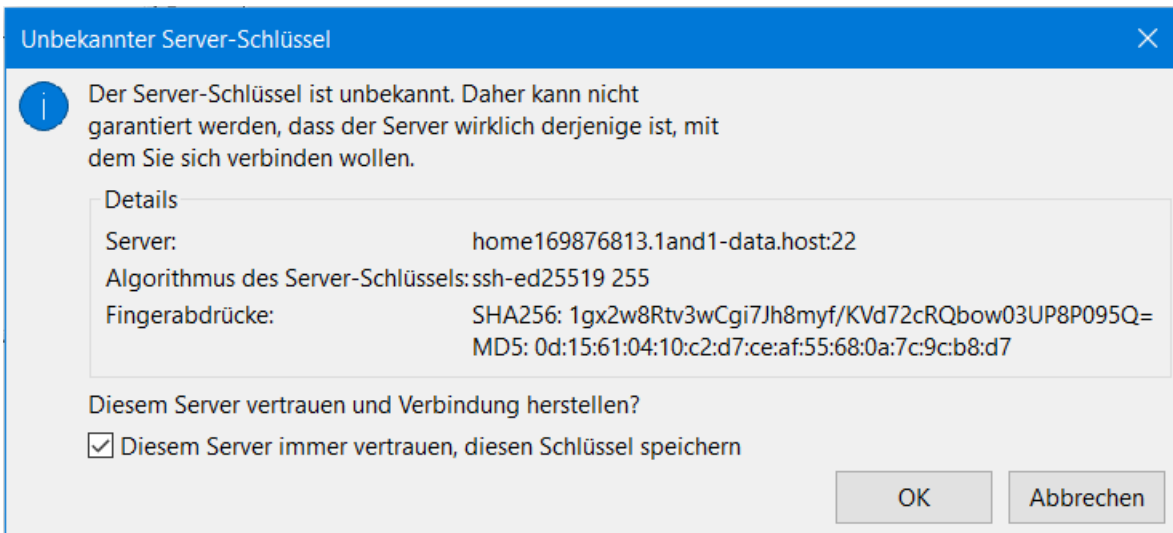 Unbekannter Server-Schlüssel
Der Server-Schlüssel ist unbekannt. Daher kann nicht
garantiert werden, dass der Server wirklich derjenige ist, mit
dem Sie sich verbinden wollen.
Details
Server: home169876813.1and1-data.host:22
Algorithmus des Server-Schlüssels: ssh-ed25519 255
Fingerabdrücke: SHA256: 1gx2w8Rtv3wCgi7Jh8myf/KVd72cRQbow03UP8P095Q=
MD5: 0d:15:61:04:10:c2:d7:ce:af:55:68:0a:7c:9c:b8:d7
Diesem Server vertrauen und Verbindung herstellen?
Diesem Server immer vertrauen, diesen Schlüssel speichern
OK Abbrechen